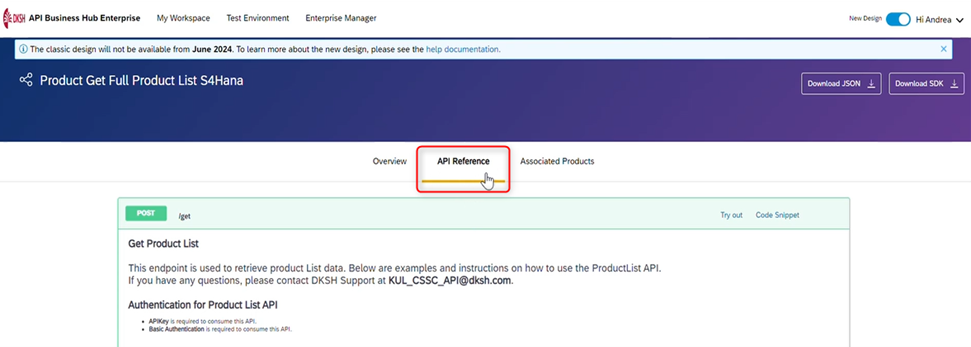 DKSH API Business Hub Enterprise My Workspace Test Environment Enterprise Manager New Design Hi Andrea
The classic design will not be available from June 2024. To learn more about the new design, please see the help documentation.
Product Get Full Product List S4Hana Download JSON Download SDK
Overview API Reference Associated Products
POST /get Try out Code Snippet
Get Product List
This endpoint is used to retrieve product List data. Below are examples and instructions on how to use the ProductList API.
If you have any questions, please contact DKSH Support at KUL_CSSC_API@dksh.com.
Authentication for Product List API
• APIKey is required to consume this API.
• Basic Authentication is required to consume this API.